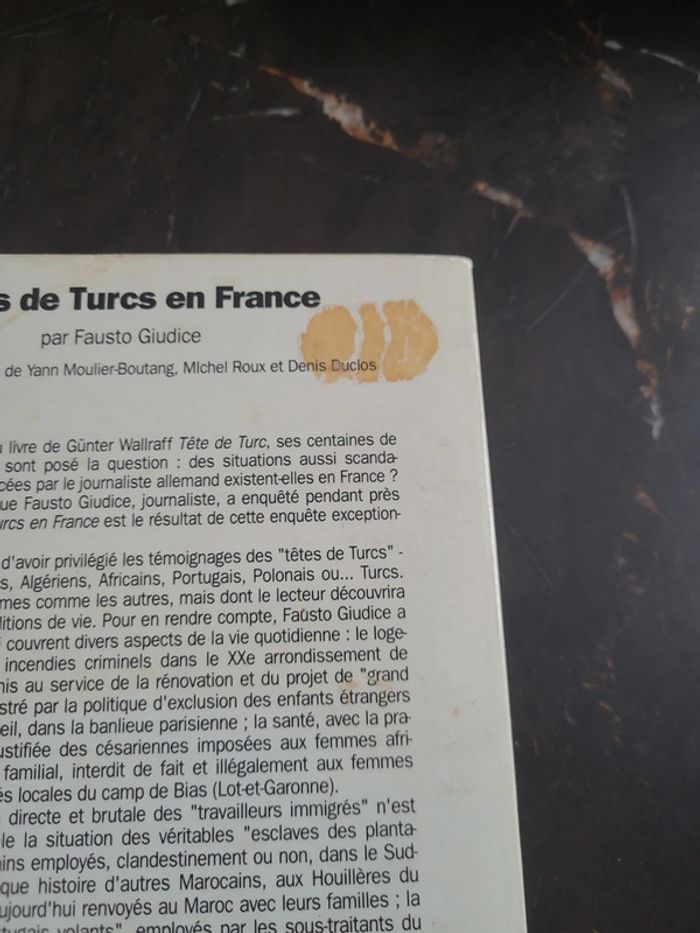 s de Turcs en France
par Fausto Giudice
de Yann Moulier-Boutang, MIchel Roux et Denis Duclos
livre de Günter Wallraff Tête de Turc, ses centaines de
sont posé la question : des situations aussi scanda-
cées par le journaliste allemand existent-elles en France ?
ue Fausto Giudice, journaliste, a enquêté pendant près
urcs en France est le résultat de cette enquête exception-
d'avoir privilégié les témoignages des "têtes de Turcs" -
s, Algériens, Africains, Portugais, Polonais ou... Turcs.
mes comme les autres, mais dont le lecteur découvrira
ditions de vie. Pour en rendre compte, Fausto Giudice a
i couvrent divers aspects de la vie quotidienne : le loge-
incendies criminels dans le XXe arrondissement de
nis au service de la rénovation et du projet de "grand
stré par la politique d'exclusion des enfants étrangers
eil, dans la banlieue parisienne ; la santé, avec la pra-
ustifiée des césariennes imposées aux femmes afri-
familial, interdit de fait et illégalement aux femmes
és locales du camp de Bias (Lot-et-Garonne).
directe et brutale des "travailleurs immigrés" n'est
le la situation des véritables "esclaves des planta-
ains employés, clandestinement ou non, dans le Sud-
que histoire d'autres Marocains, aux Houillères du
ujourd'hui renvoyés au Maroc avec leurs familles ; la
tugais volants", employés par les sous-traitants du